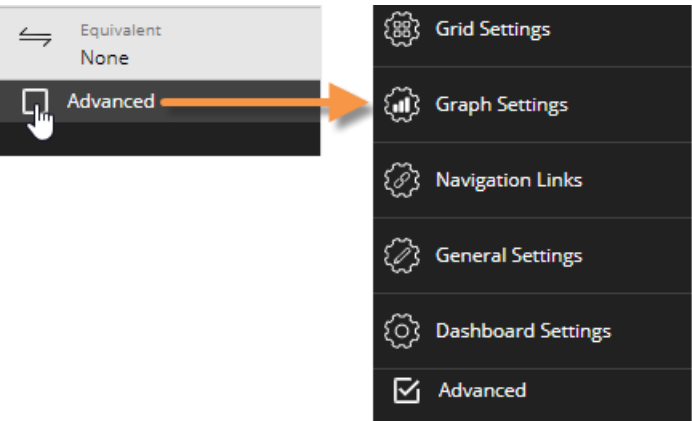 Equivalent
None
Advanced
Grid Settings
Graph Settings
Navigation Links
General Settings
Dashboard Settings
Advanced